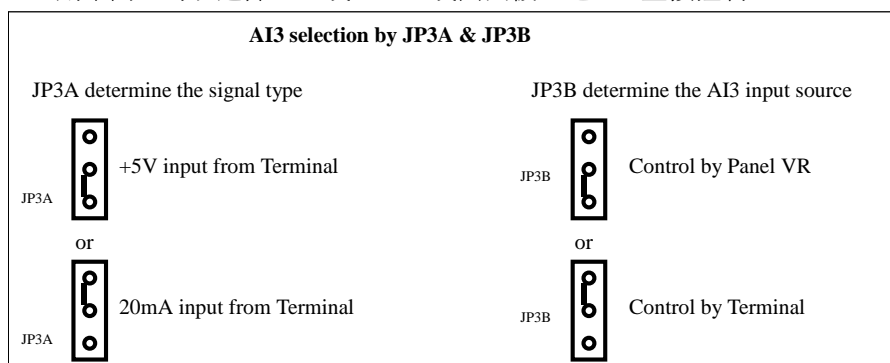 AI3 selection by JP3A & JP3B
JP3A determine the signal type
JP3B determine the AI3 input source
+5V input from Terminal
JP3A
Control by Panel VR
JP3B
or
or
20mA input from Terminal
JP3A
Control by Terminal
JP3B